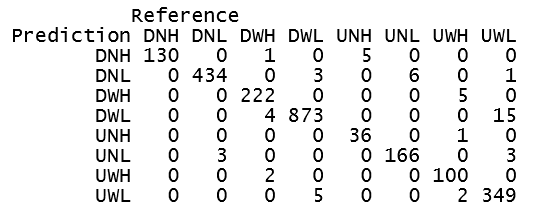 Reference
Prediction DNH DNL DWH DWL UNH UNL UWH UWL
DNH 130 0 1 0 5 0 0 0
DNL 0 434 0 3 0 6 0 1
DWH 0 0 222 0 0 0 5 0
DWL 0 0 4 873 0 0 0 15
UNH 0 0 0 0 36 0 1 0
UNL 0 3 0 0 0 166 0 3
UWH 0 0 2 0 0 0 100 0
UWL 0 0 0 5 0 0 2 349